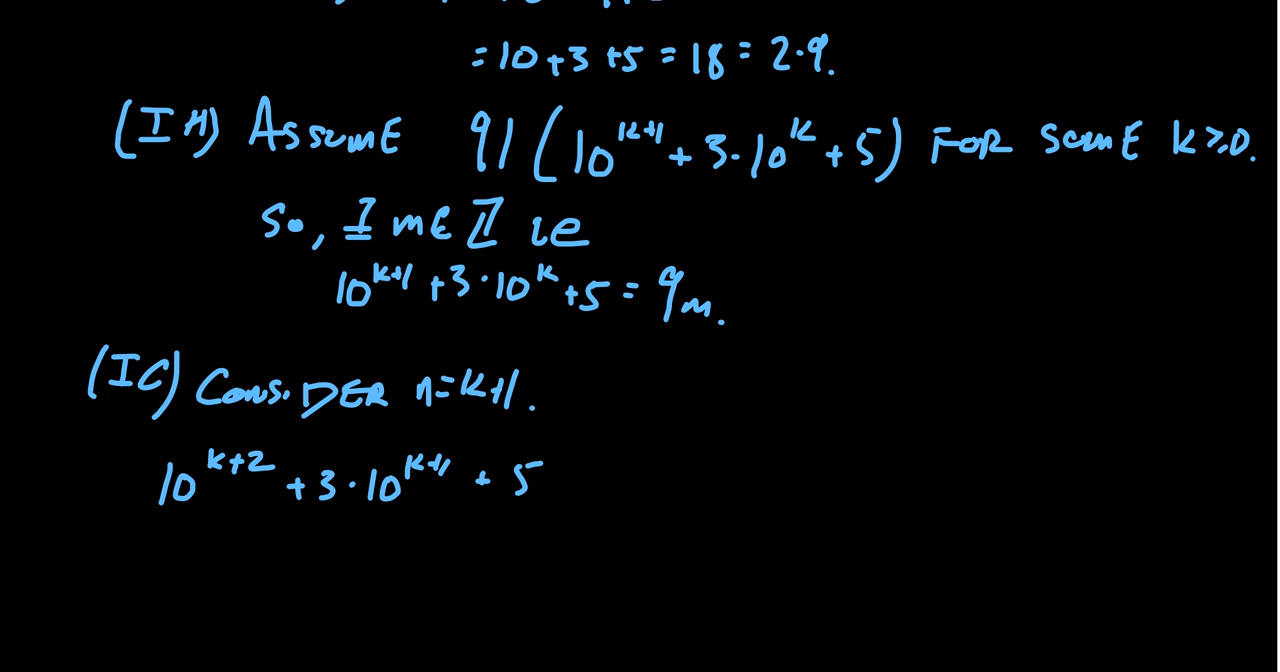 = 10 + 3 + 5 = 18 = 2·9.
(IH) ASSUME 9|(10^{k+1} + 3·10^k + 5) FOR SOME k ≥ 0.
So, ∃ m ∈ ℤ ie
10^{k+1} + 3·10^k + 5 = 9m.
(IC) CONSIDER n = k+1.
10^{k+2} + 3·10^{k+1} + 5